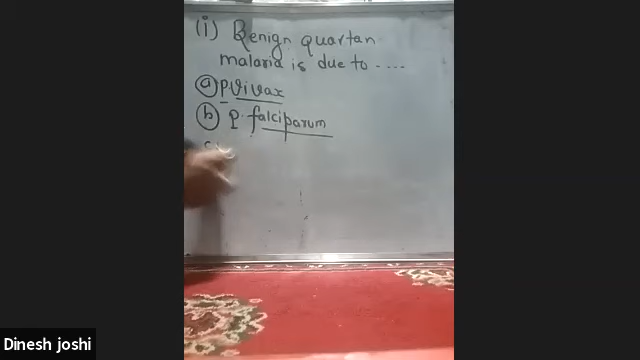 (i) Benign quartan
malaria is due to ----
(a) P vivax
(b) P. falciparum
Dinesh joshi